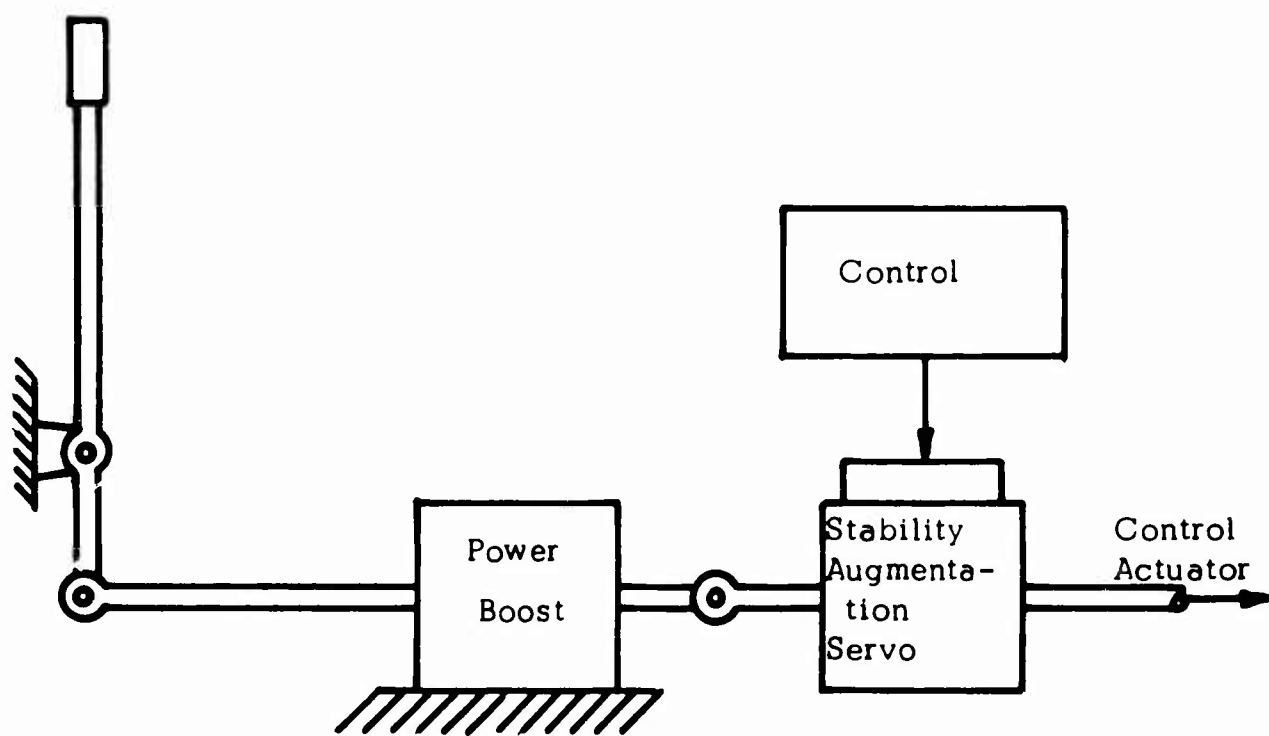 Control
Power
Boost
Stability
Augmenta-
tion
Servo
Control
Actuator